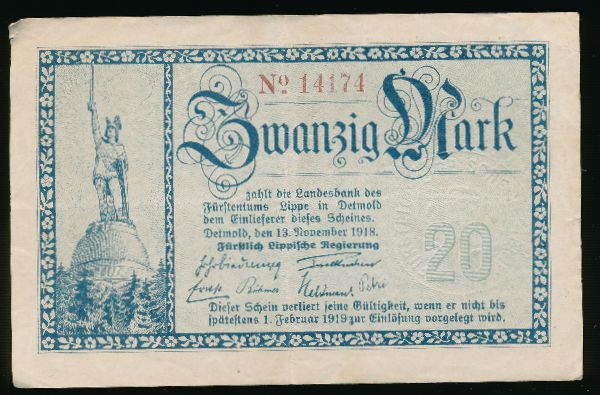 No 14174
Zwanzig Mark
zahlt die Landesbank des
Fürstentums Lippe in Detmold
dem Einlieferer dieses Scheines.
Detmold, den 13. November 1918.
Fürstlich Lippische Regierung
20
Dieser Schein verliert seine Gültigkeit, wenn er nicht bis
spätestens 1. Februar 1919 zur Einlösung vorgelegt wird.